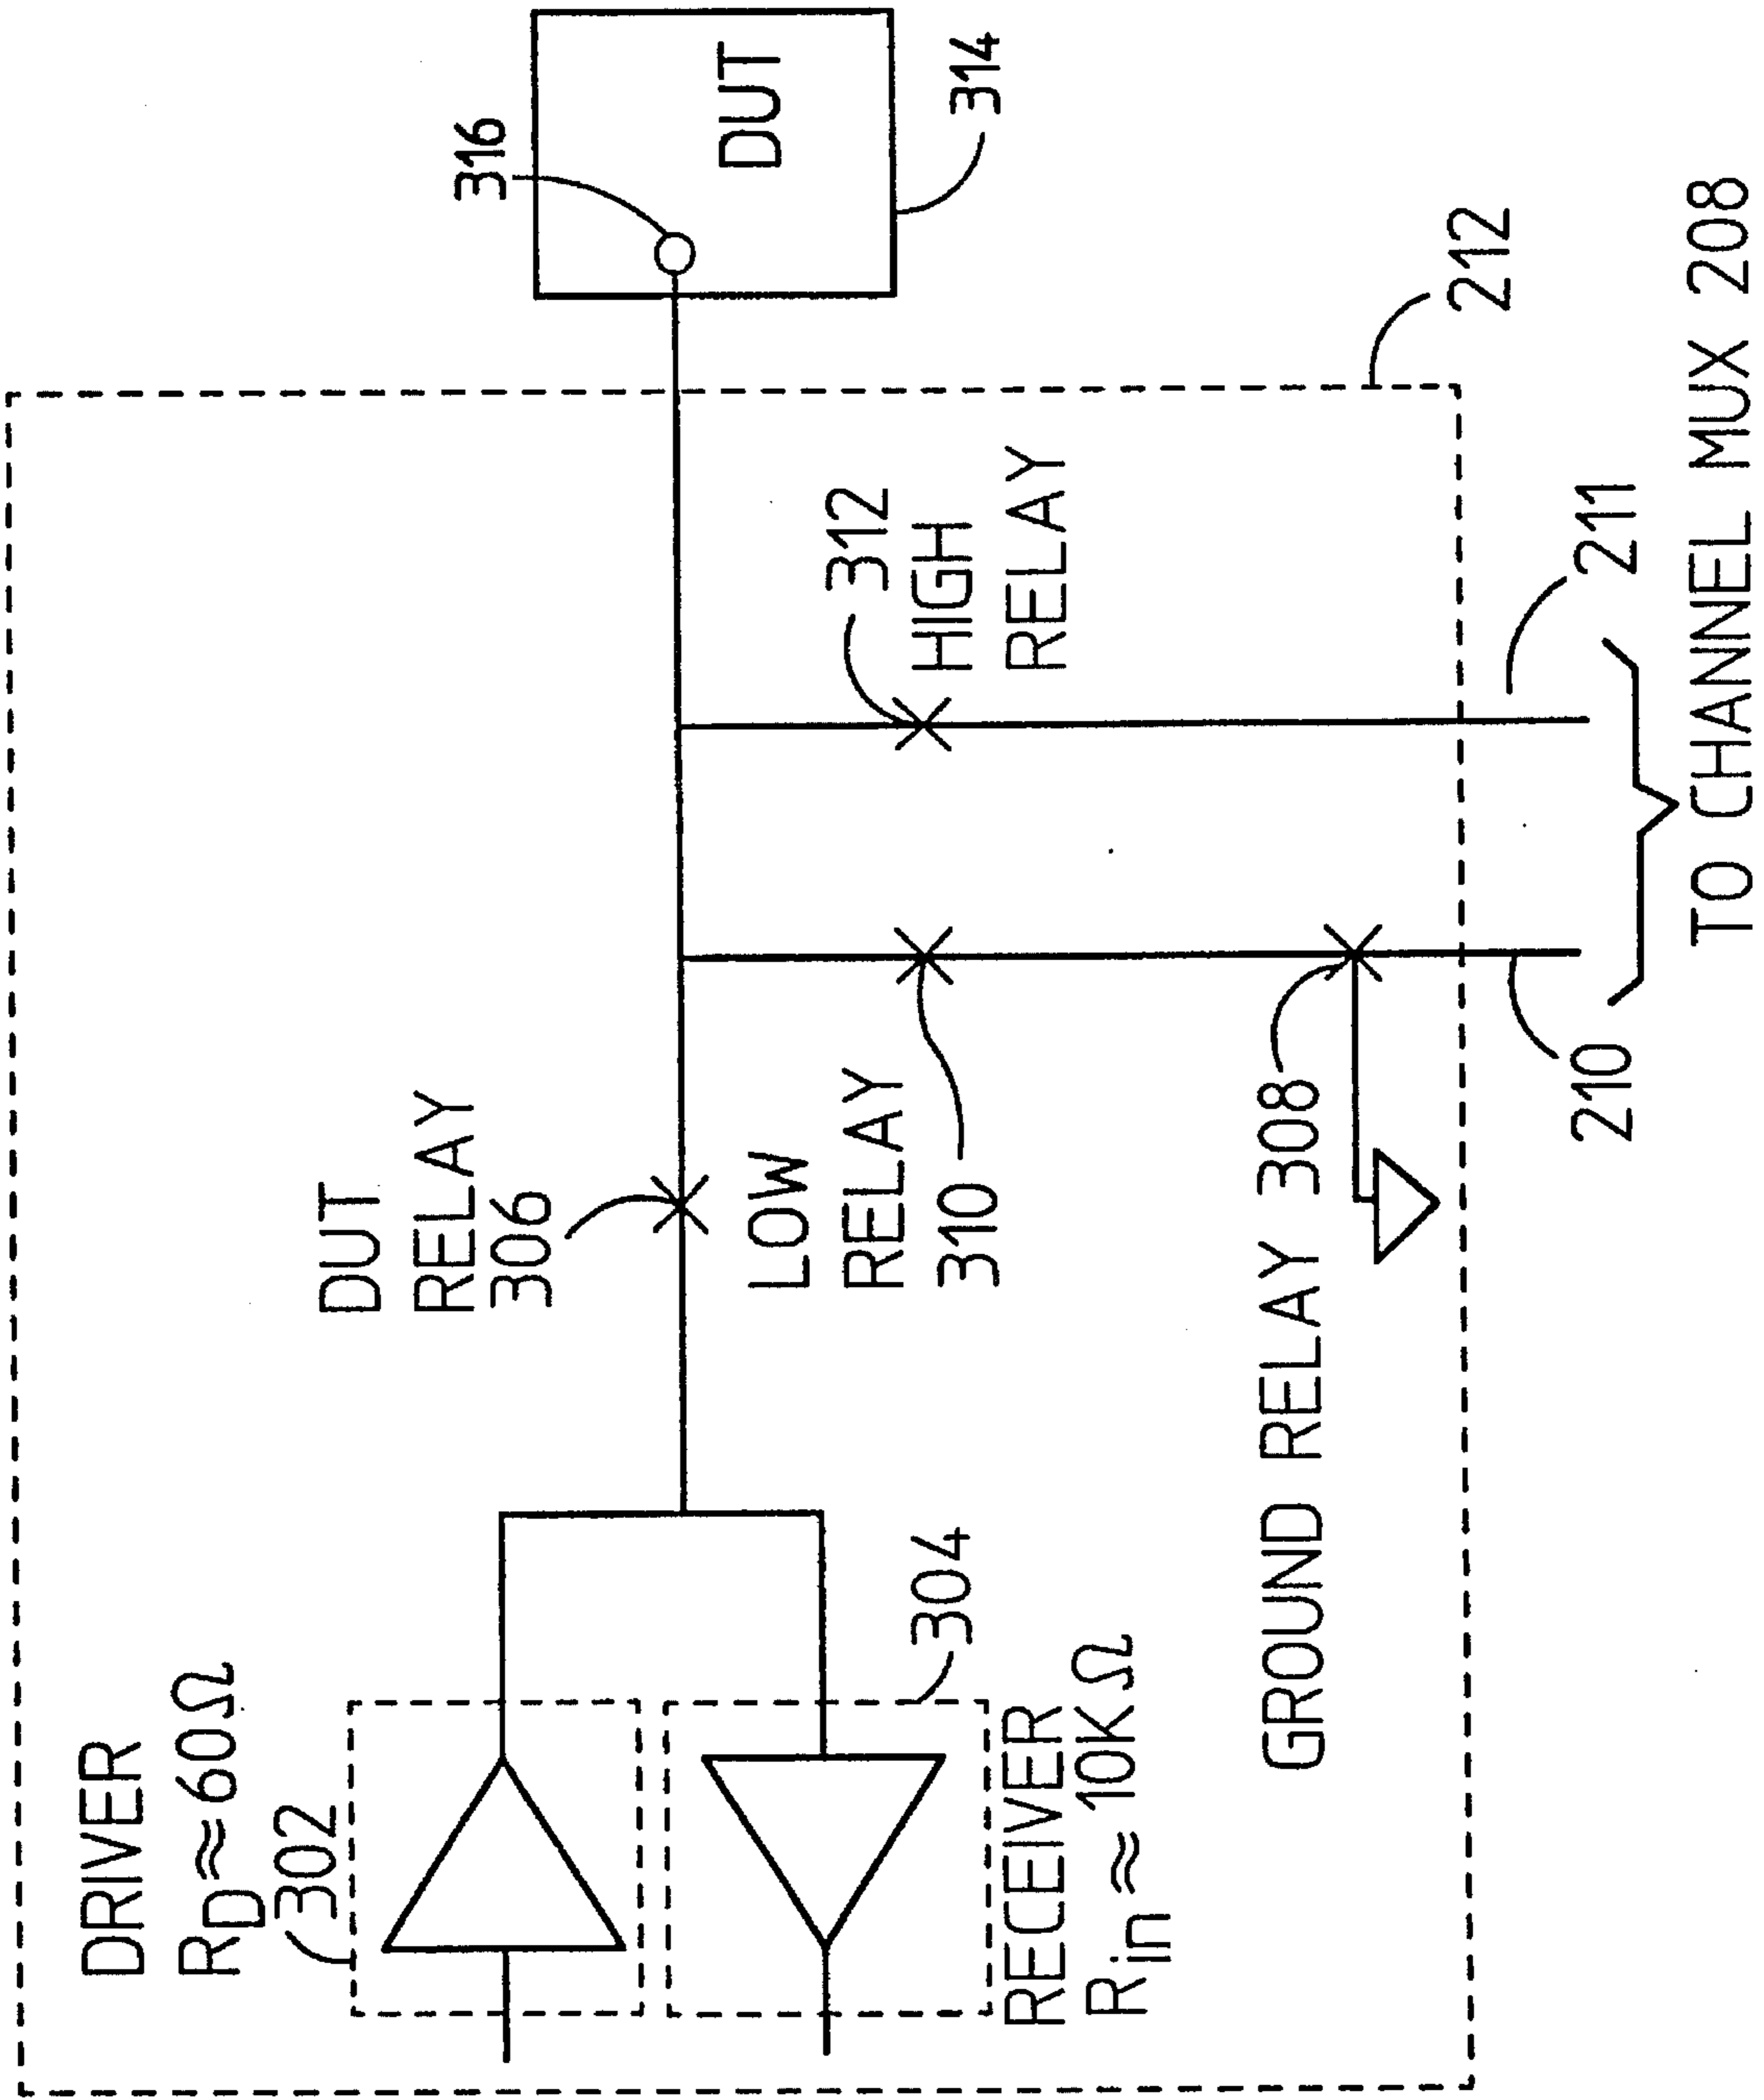 DRIVER
R_D≈60Ω
302
DUT
RELAY
306
316
DUT
314
304
RECEIVER
R_in≈10KΩ
LOW
RELAY
310
312
HIGH
RELAY
GROUND RELAY 308
212
210
211
TO CHANNEL MUX 208